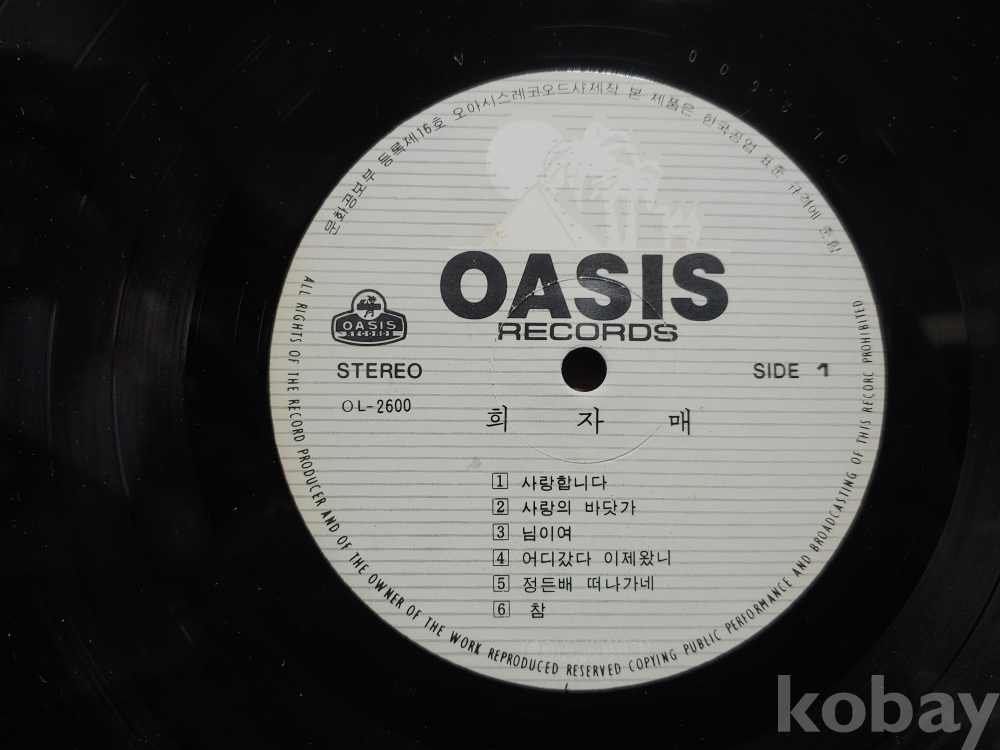 문화공보부 등록제16호 오아시스레코오드사제작 본 제품은 한국공업 표준 규격에 준함
OASIS
RECORDS
OASIS
RECORDS
STEREO
SIDE 1
OL-2600
희 자 매
1 사랑합니다
2 사랑의 바닷가
3 님이여
4 어디갔다 이제왔니
5 정든배 떠나가네
6 참
ALL RIGHTS OF THE RECORD PRODUCER AND OF THE OWNER OF THE WORK REPRODUCED RESERVED COPYING PUBLIC PERFORMANCE AND BROADCASTING OF THIS RECORC PROHIBITED.
kobay